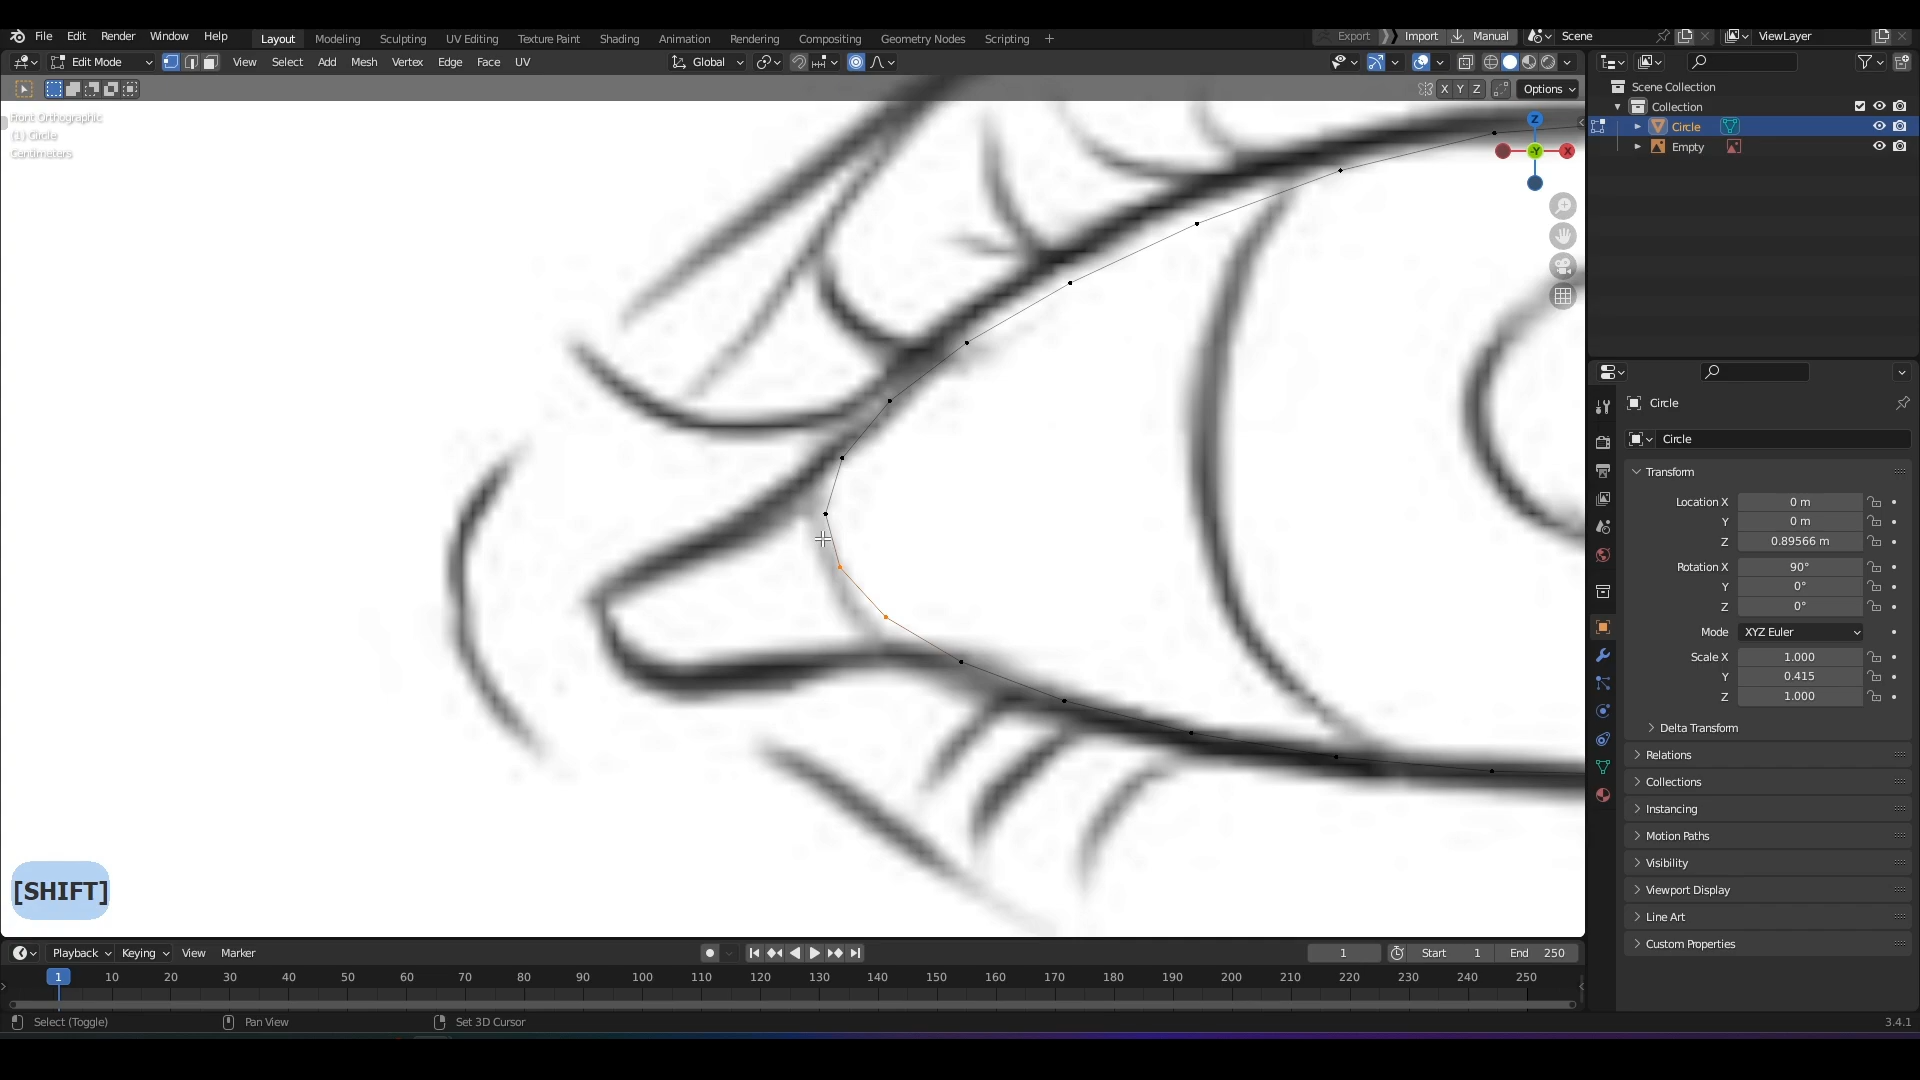 File Edit Render Window Help Layout Modeling Sculpting UV Editing Texture Paint Shading Animation Rendering Compositing Geometry Nodes Scripting + Export Import Manual Scene ViewLayer
Edit Mode View Select Add Mesh Vertex Edge Face UV Global
X Y Z Options
Scene Collection
Collection
Circle
Empty
Front Orthographic
(1) Circle
Centimeters
Z
-Y
X
Circle
Circle
Transform
Location X 0 m
Y 0 m
Z 0.89566 m
Rotation X 90°
Y 0°
Z 0°
Mode XYZ Euler
Scale X 1.000
Y 0.415
Z 1.000
Delta Transform
Relations
Collections
Instancing
Motion Paths
Visibility
Viewport Display
Line Art
Custom Properties
[SHIFT]
Playback Keying View Marker 1 Start 1 End 250
1 10 20 30 40 50 60 70 80 90 100 110 120 130 140 150 160 170 180 190 200 210 220 230 240 250
Select (Toggle) Pan View Set 3D Cursor 3.4.1